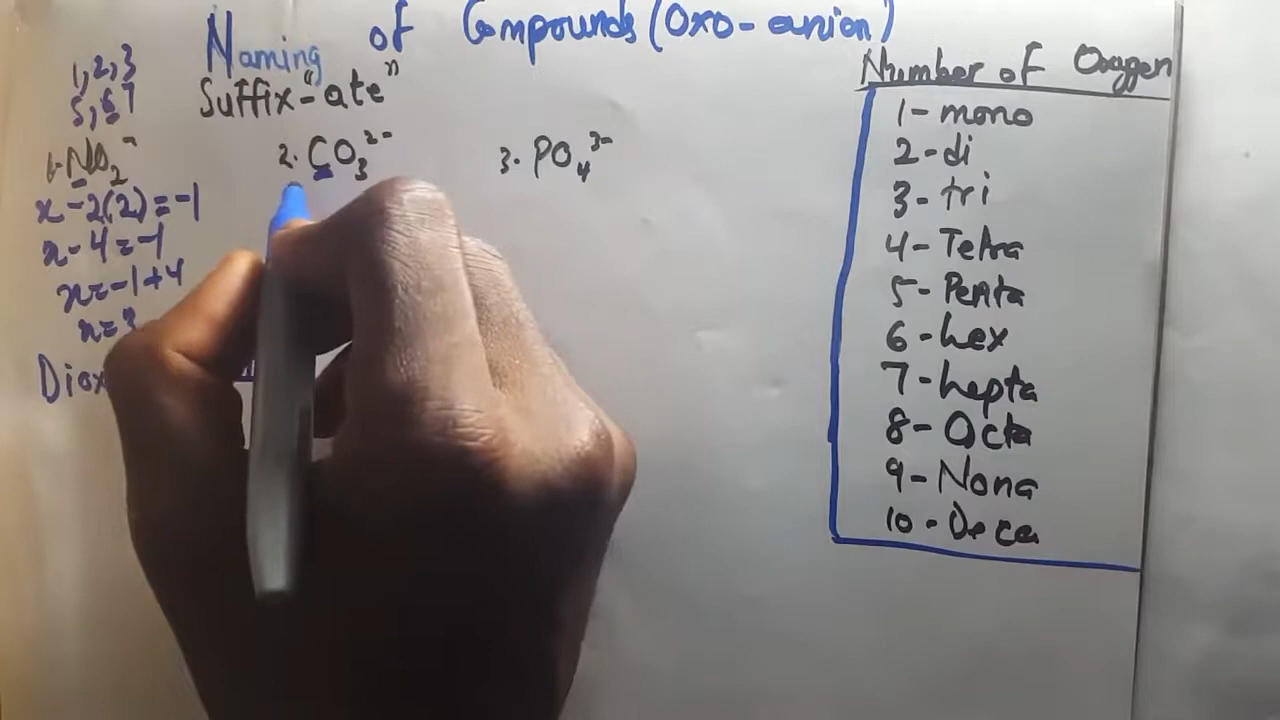 Naming of Compounds (Oxo-anion)
Suffix-"ate"
1,2,3
5,6,7
1. NO₂⁻
x - 2(2) = -1
x - 4 = -1
x = -1 + 4
x = 3
2. CO₃²⁻
3. PO₄³⁻
Number of Oxygen
1 - mono
2 - di
3 - tri
4 - Tetra
5 - Penta
6 - hex
7 - hepta
8 - Octa
9 - Nona
10 - Deca